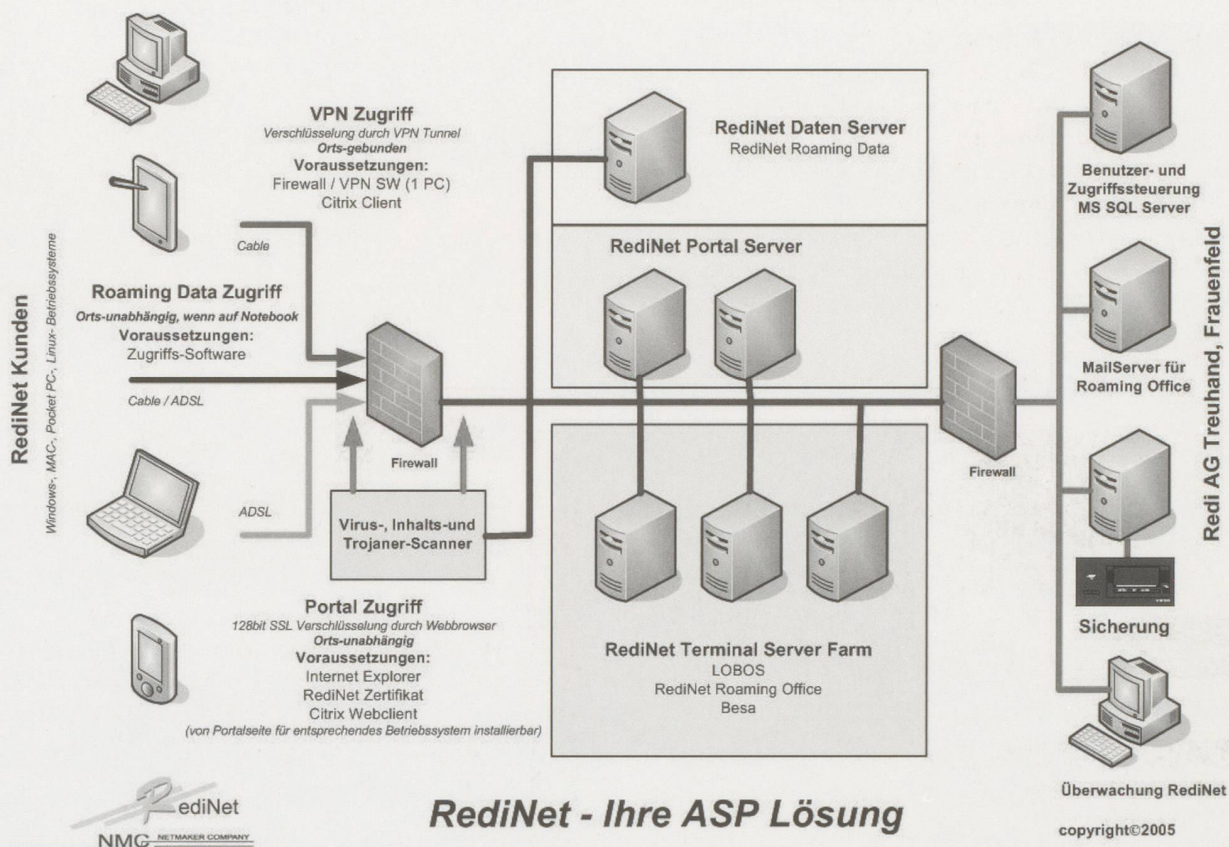 RediNet Kunden
Windows-, MAC-, Pocket PC-, Linux- Betriebssysteme
VPN Zugriff
Verschlüsselung durch VPN Tunnel
Orts-gebunden
Voraussetzungen:
Firewall / VPN SW (1 PC)
Citrix Client
Cable
Roaming Data Zugriff
Orts-unabhängig, wenn auf Notebook
Voraussetzungen:
Zugriffs-Software
Cable / ADSL
ADSL
Firewall
Virus-, Inhalts-und
Trojaner-Scanner
Portal Zugriff
128bit SSL Verschlüsselung durch Webbrowser
Orts-unabhängig
Voraussetzungen:
Internet Explorer
RediNet Zertifikat
Citrix Webclient
(von Portalseite für entsprechendes Betriebssystem installierbar)
RediNet Daten Server
RediNet Roaming Data
RediNet Portal Server
RediNet Terminal Server Farm
LOBOS
RediNet Roaming Office
Besa
Firewall
Benutzer- und
Zugriffssteuerung
MS SQL Server
MailServer für
Roaming Office
Sicherung
Überwachung RediNet
Redi AG Treuhand, Frauenfeld
RediNet
NMC NETMAKER COMPANY
RediNet - Ihre ASP Lösung
copyright©2005